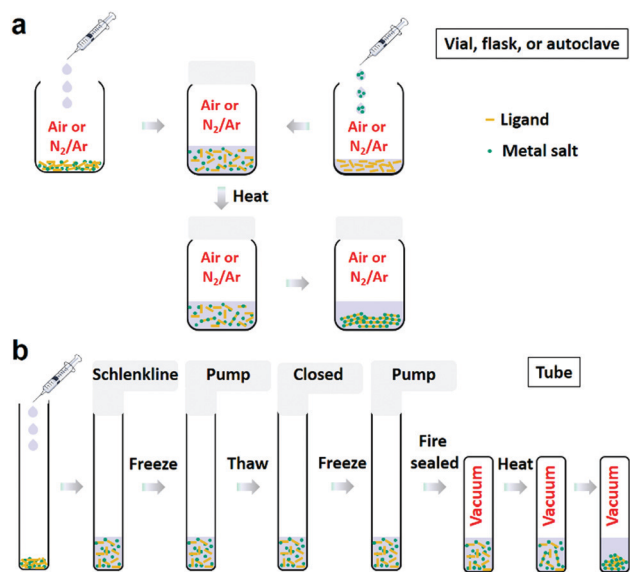 a
Vial, flask, or autoclave
Air or
N₂/Ar
Air or
N₂/Ar
Air or
N₂/Ar
Ligand
Metal salt
Heat
Air or
N₂/Ar
Air or
N₂/Ar
b
Schlenkline
Pump
Closed
Pump
Tube
Freeze
Thaw
Freeze
Fire
sealed
Heat
Vacuum
Vacuum
Vacuum